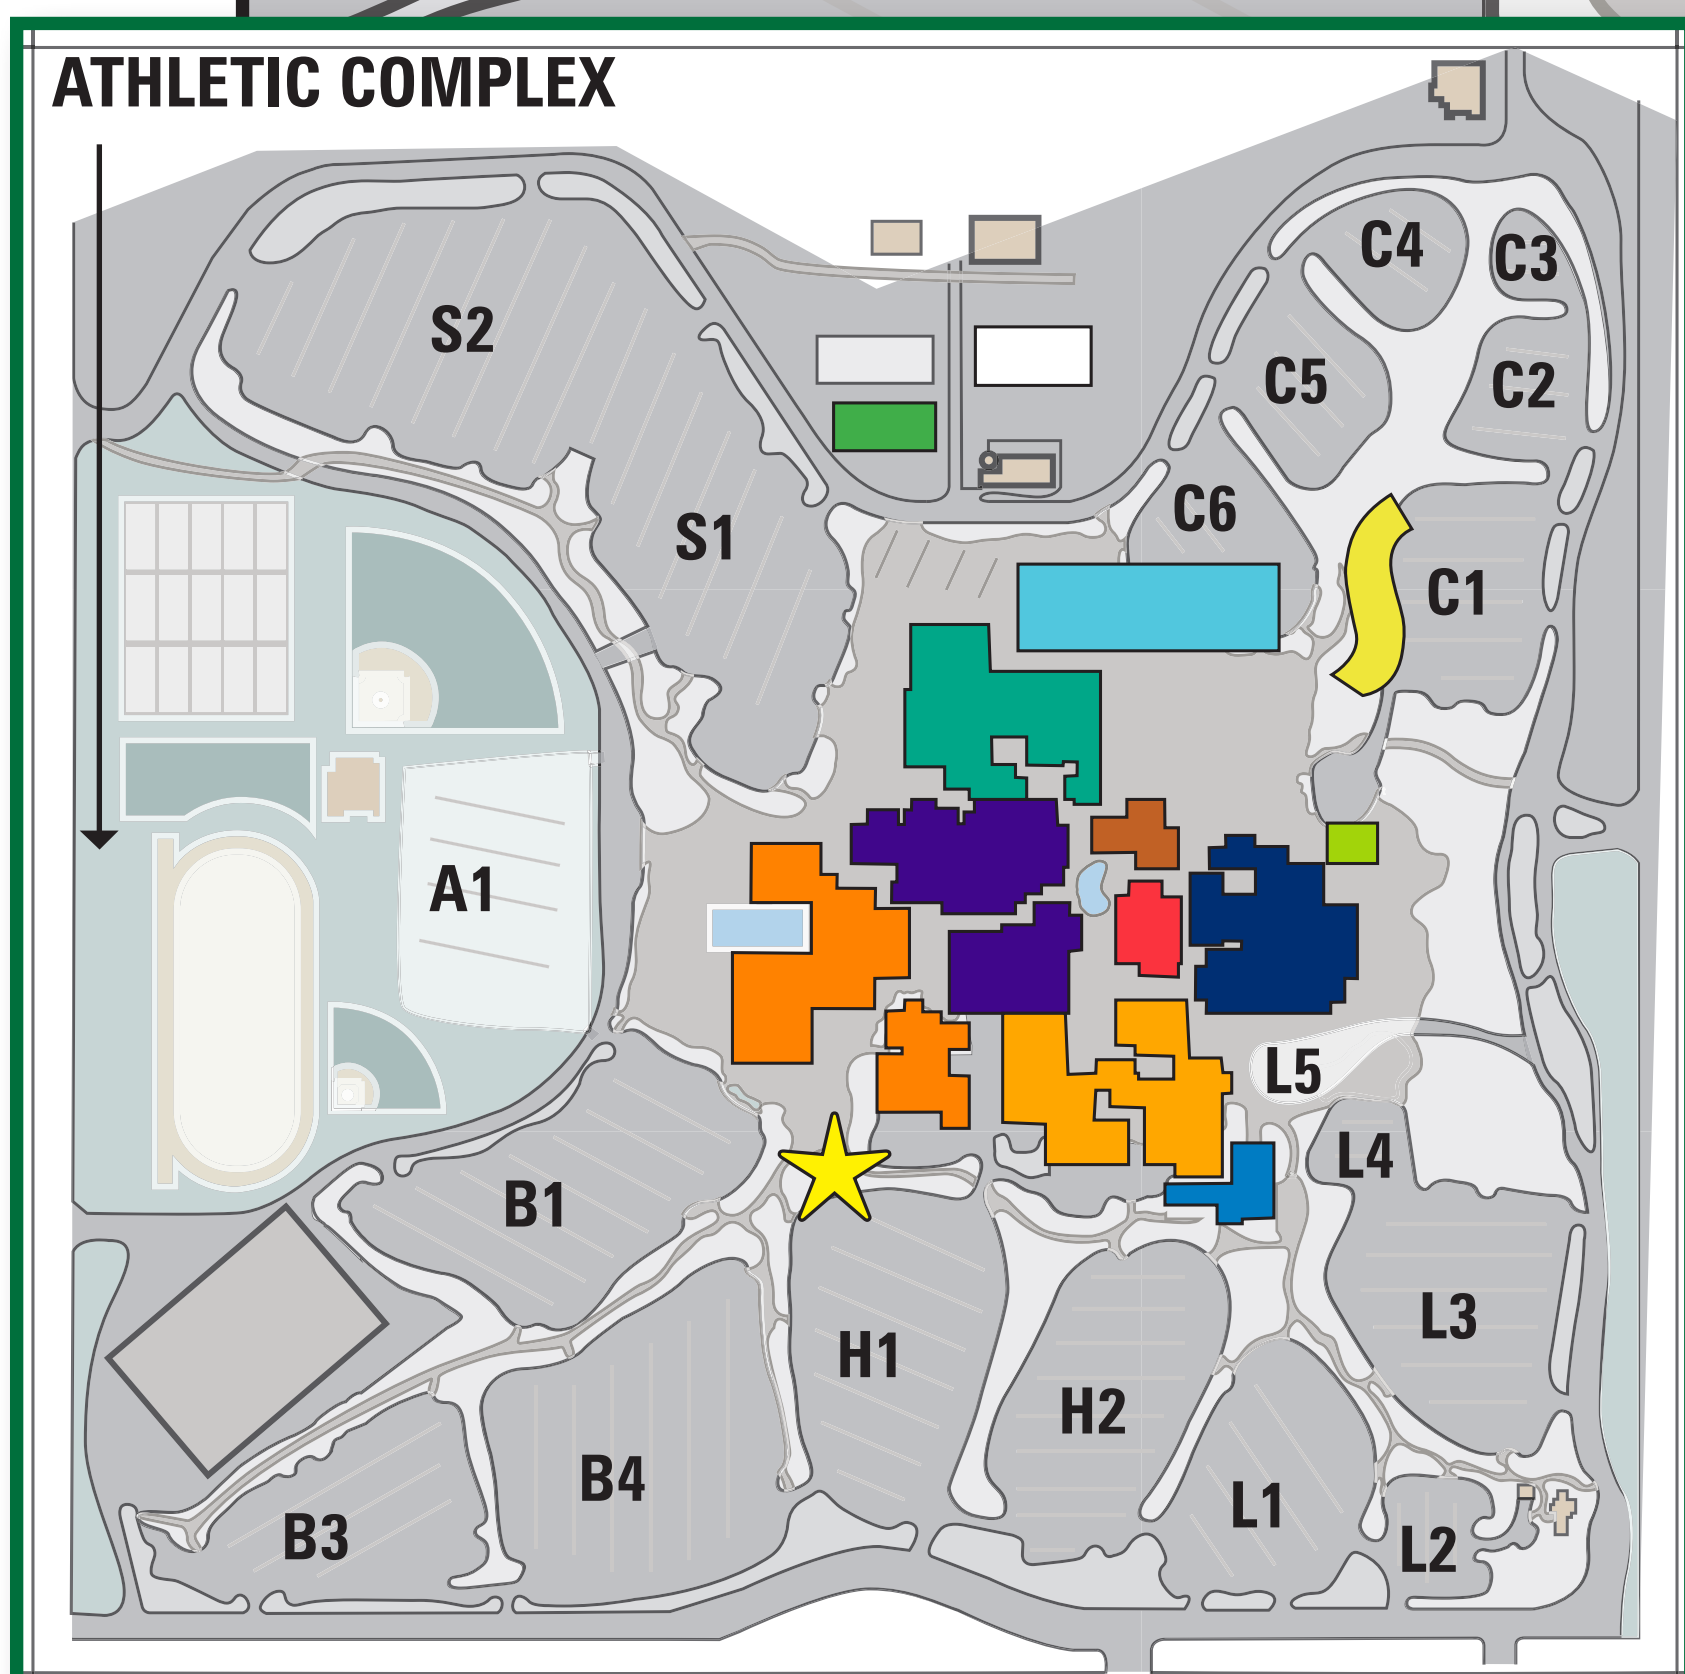 ATHLETIC COMPLEX
C4
C3
S2
C5
C2
C6
S1
C1
A1
L5
L4
B1
L3
H1
H2
B4
L1
B3
L2